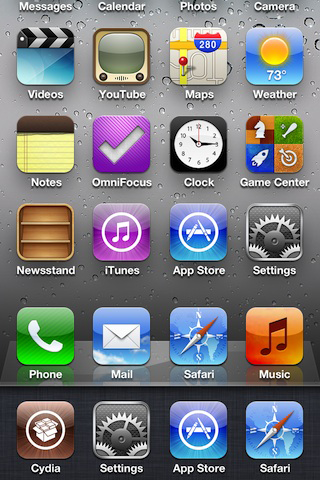 Messages Calendar Photos Camera
280
73°
Videos YouTube Maps Weather
Notes OmniFocus Clock Game Center
Newsstand iTunes App Store Settings
N
Phone Mail Safari Music
N
Cydia Settings App Store Safari